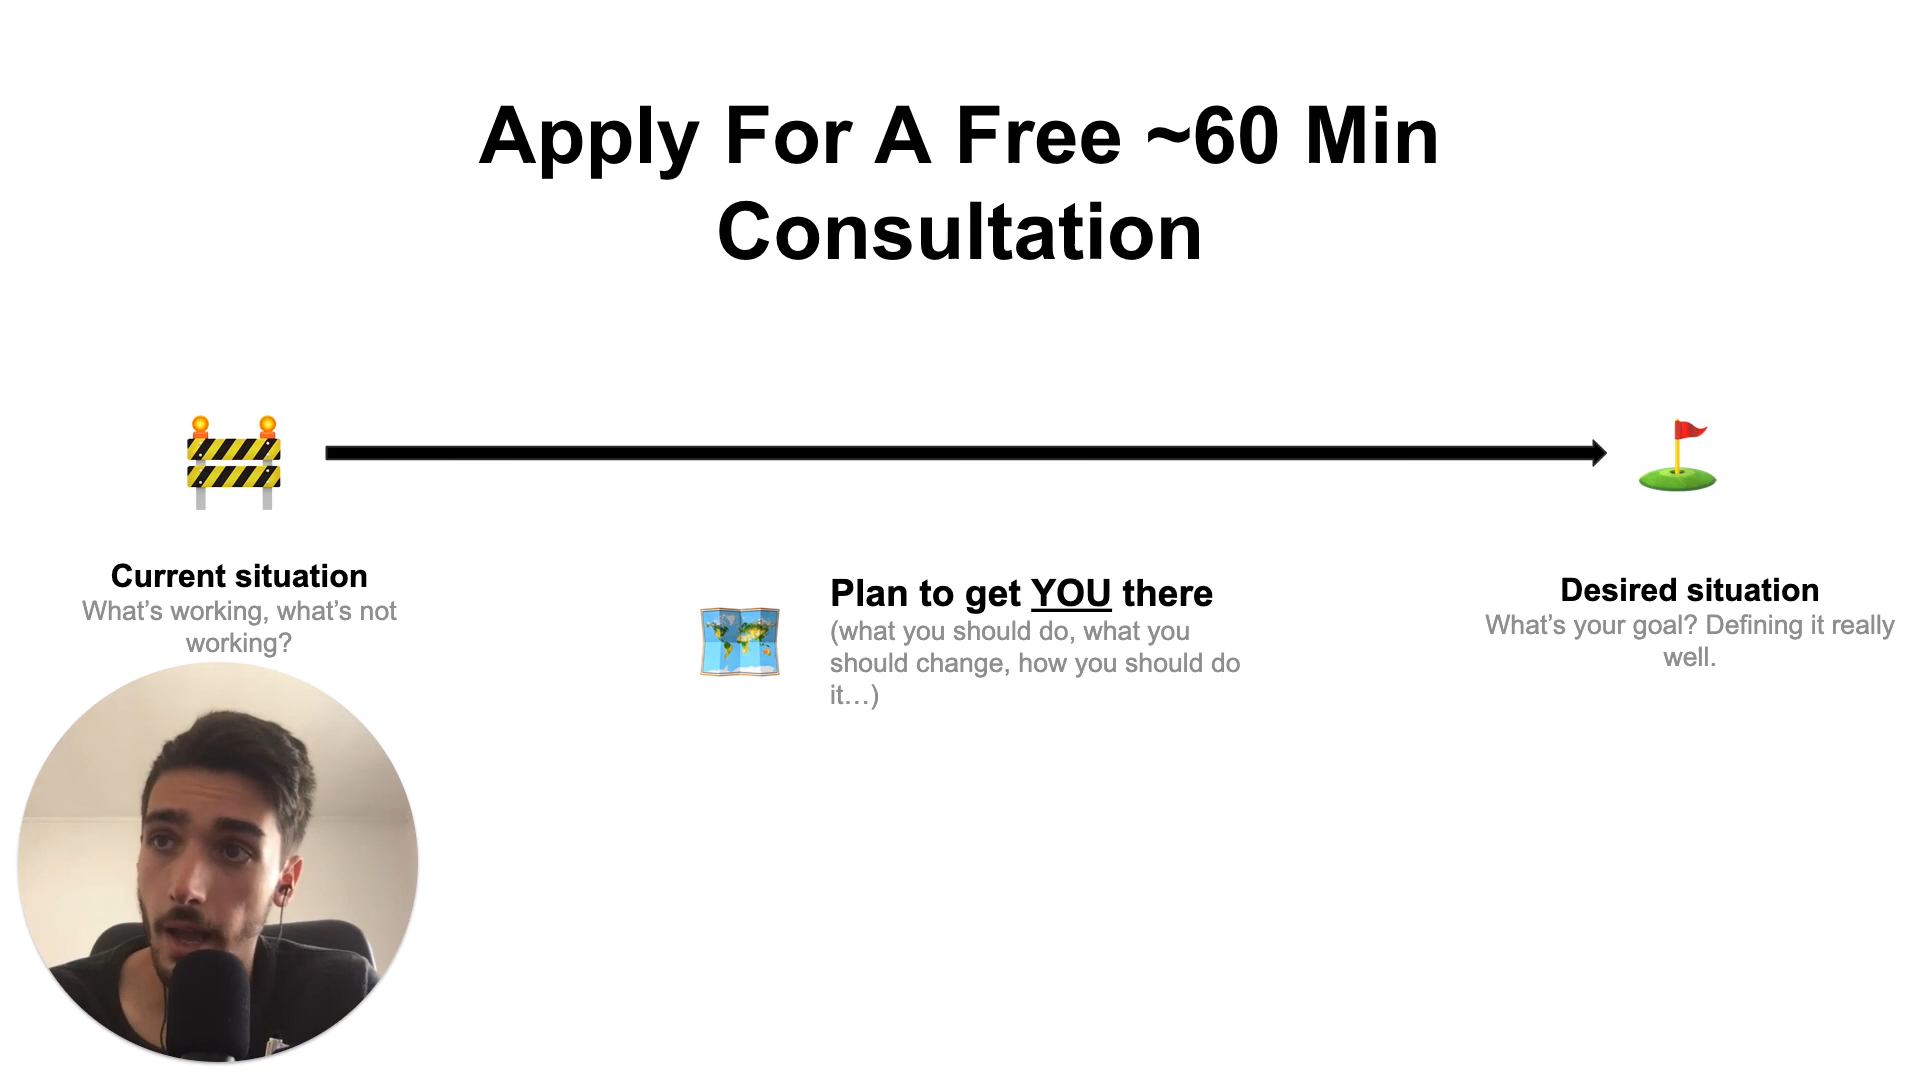 Apply For A Free ~60 Min
Consultation
Current situation
What’s working, what’s not
working?
Plan to get YOU there
(what you should do, what you
should change, how you should do
it…)
Desired situation
What’s your goal? Defining it really
well.